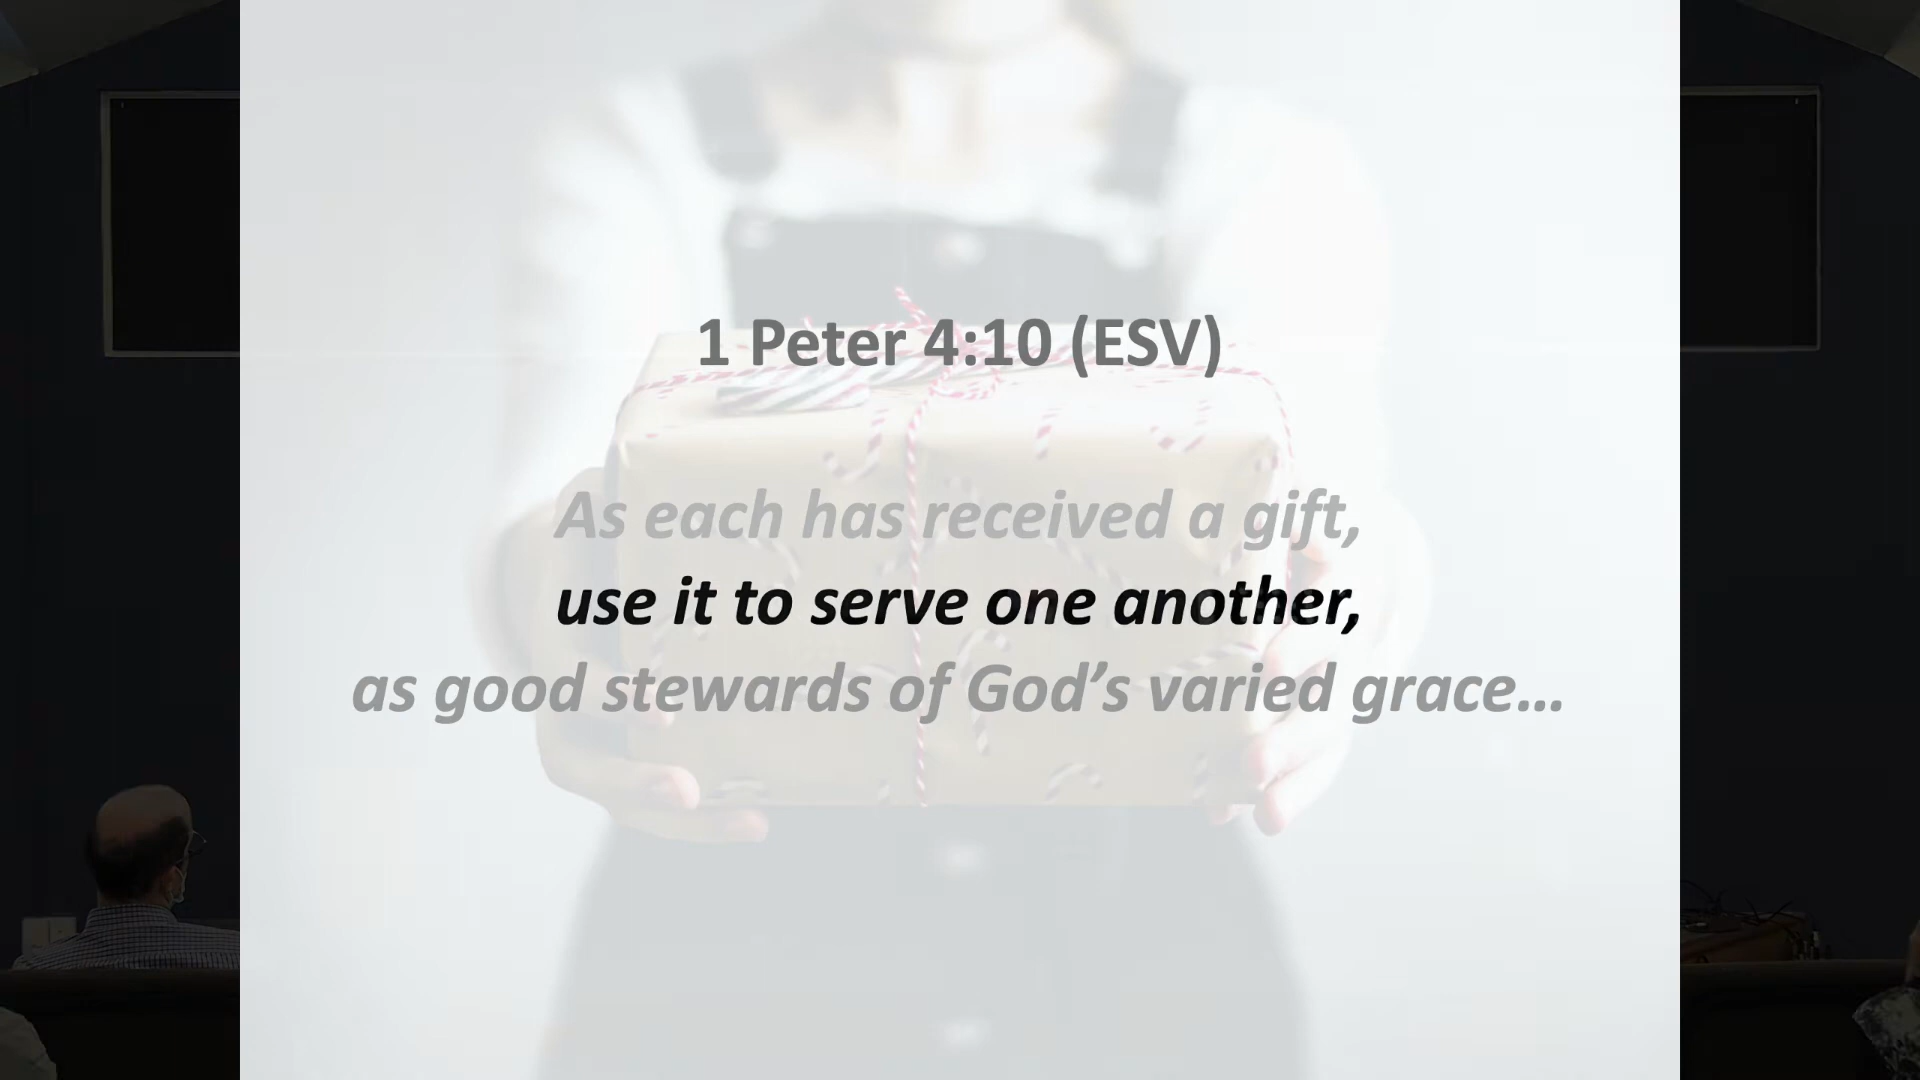 1 Peter 4:10 (ESV)
As each has received a gift,
use it to serve one another,
as good stewards of God’s varied grace…